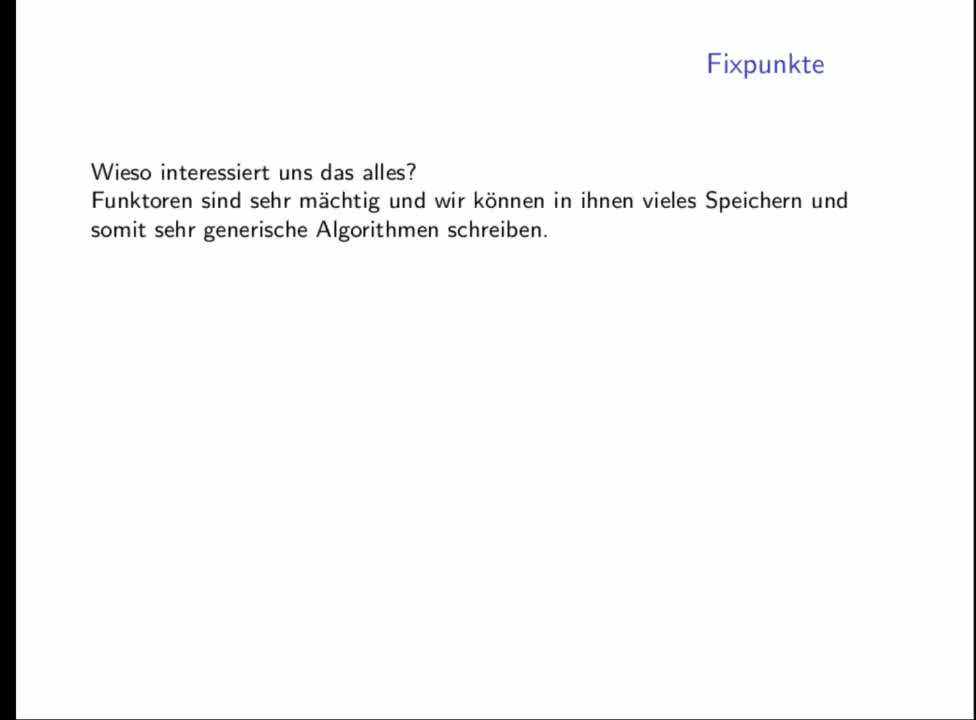 Fixpunkte
Wieso interessiert uns das alles?
Funktoren sind sehr mächtig und wir können in ihnen vieles Speichern und
somit sehr generische Algorithmen schreiben.